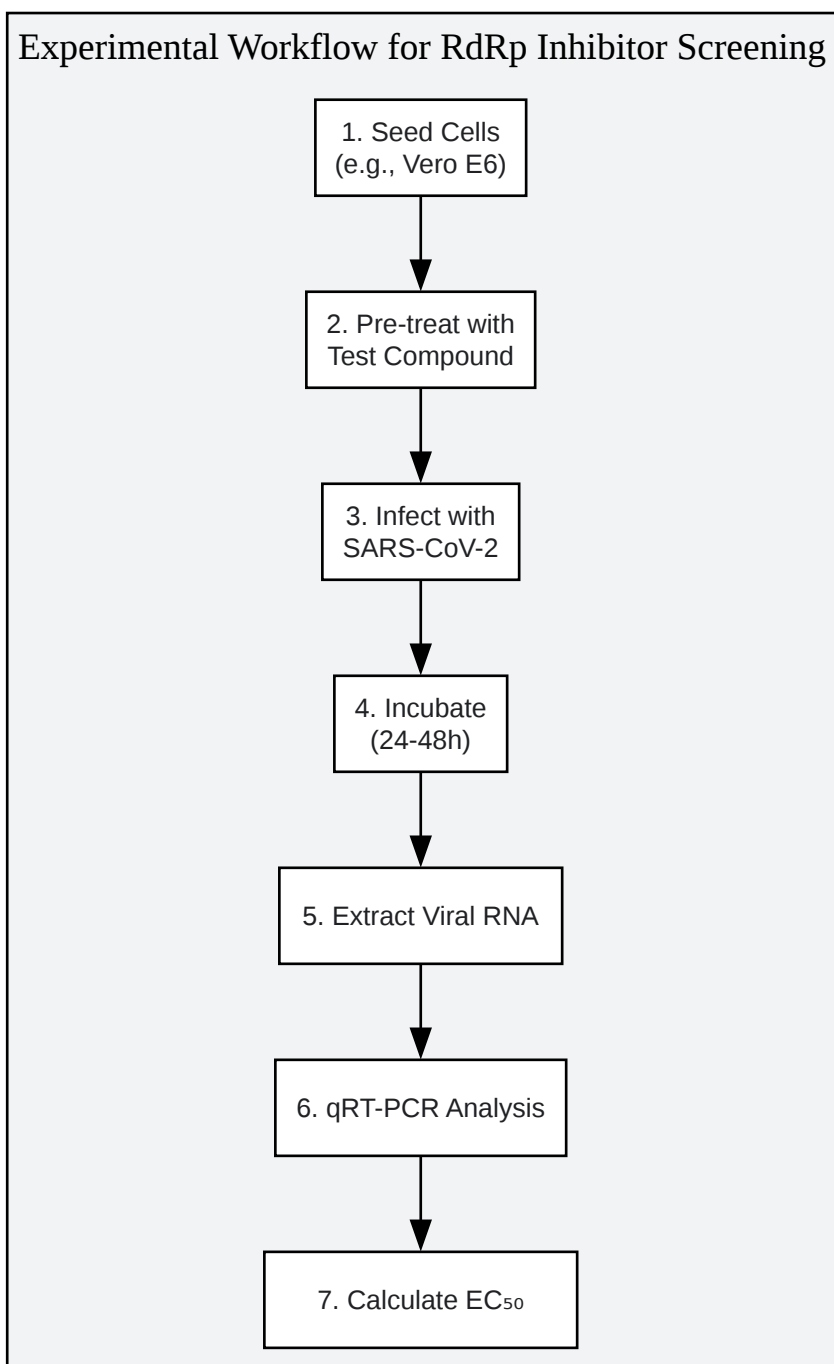 Experimental Workflow for RdRp Inhibitor Screening
1. Seed Cells
(e.g., Vero E6)
2. Pre-treat with
Test Compound
3. Infect with
SARS-CoV-2
4. Incubate
(24-48h)
5. Extract Viral RNA
6. qRT-PCR Analysis
7. Calculate EC₅₀